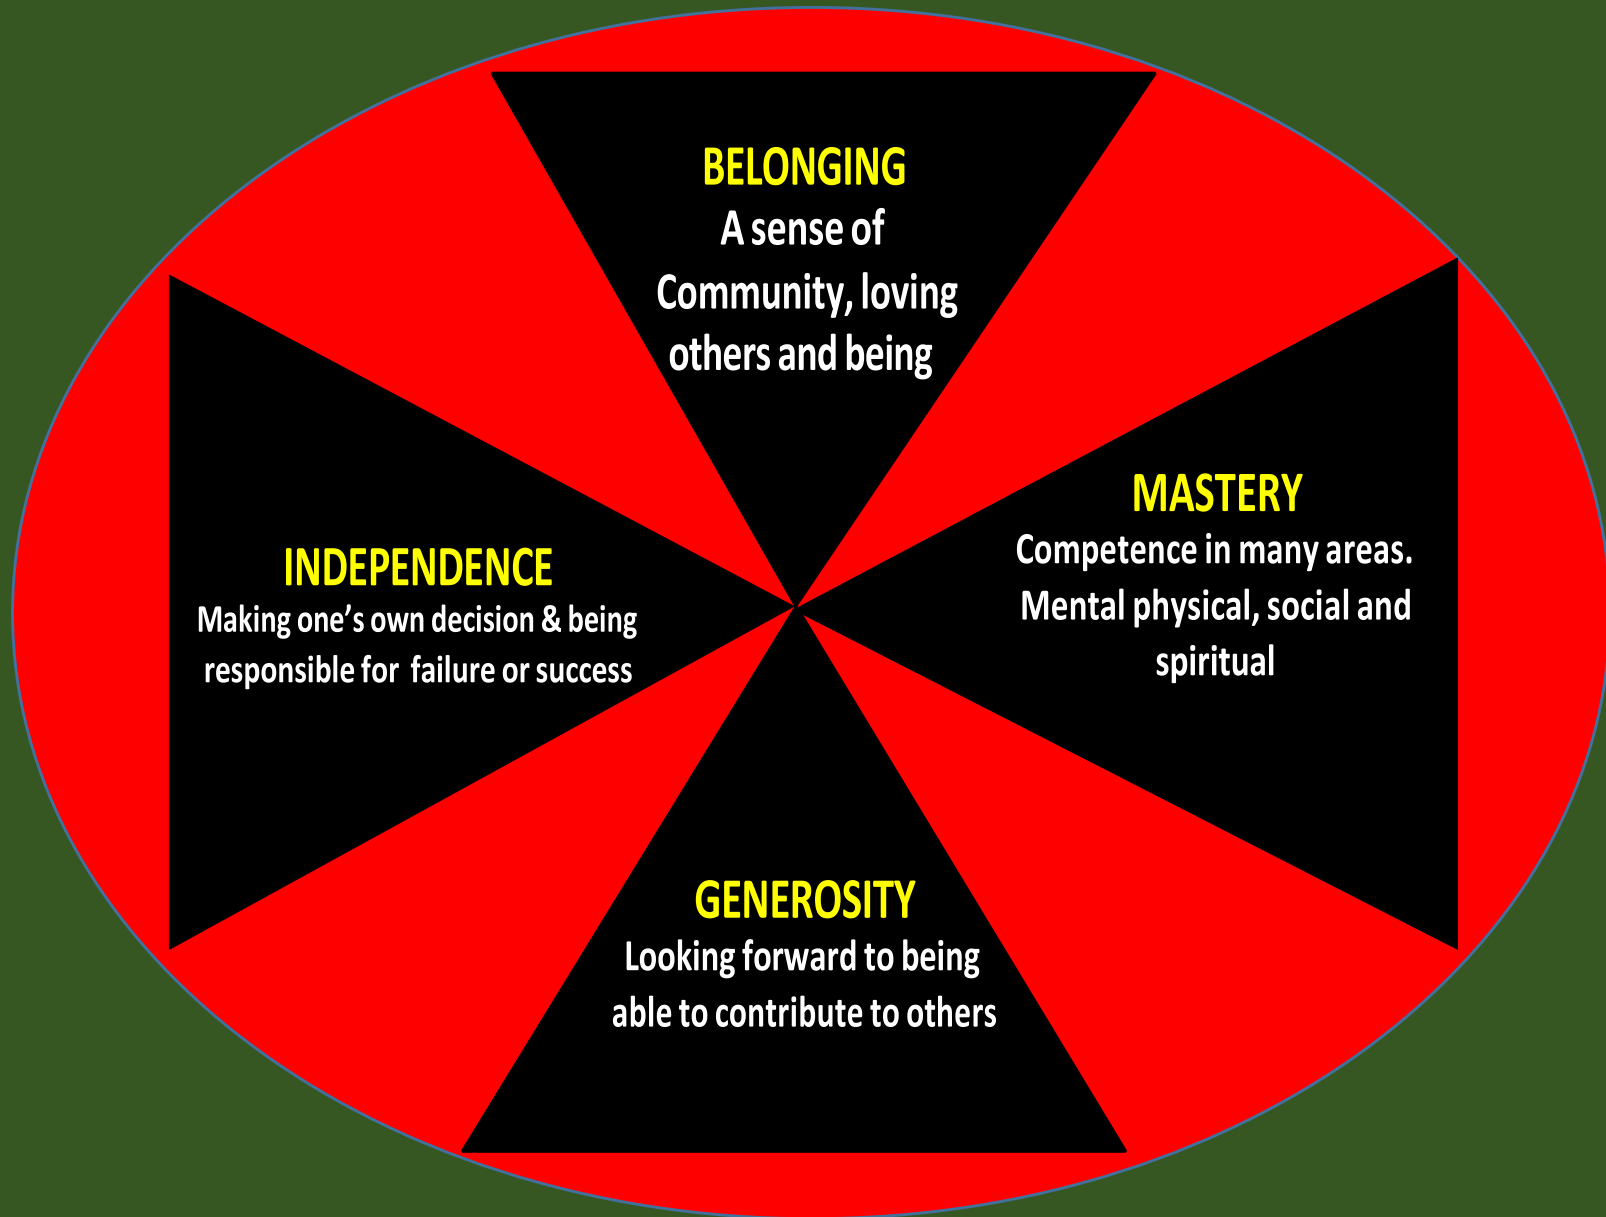 BELONGING
A sense of
Community, loving
others and being
MASTERY
Competence in many areas.
Mental physical, social and
spiritual
INDEPENDENCE
Making one’s own decision & being
responsible for failure or success
GENEROSITY
Looking forward to being
able to contribute to others